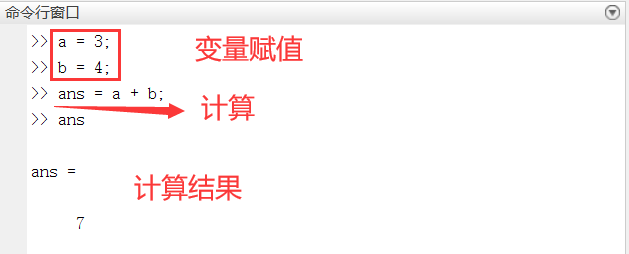 命令行窗口
>> a = 3;
>> b = 4;
变量赋值
>> ans = a + b;
计算
>> ans
ans =
计算结果
7